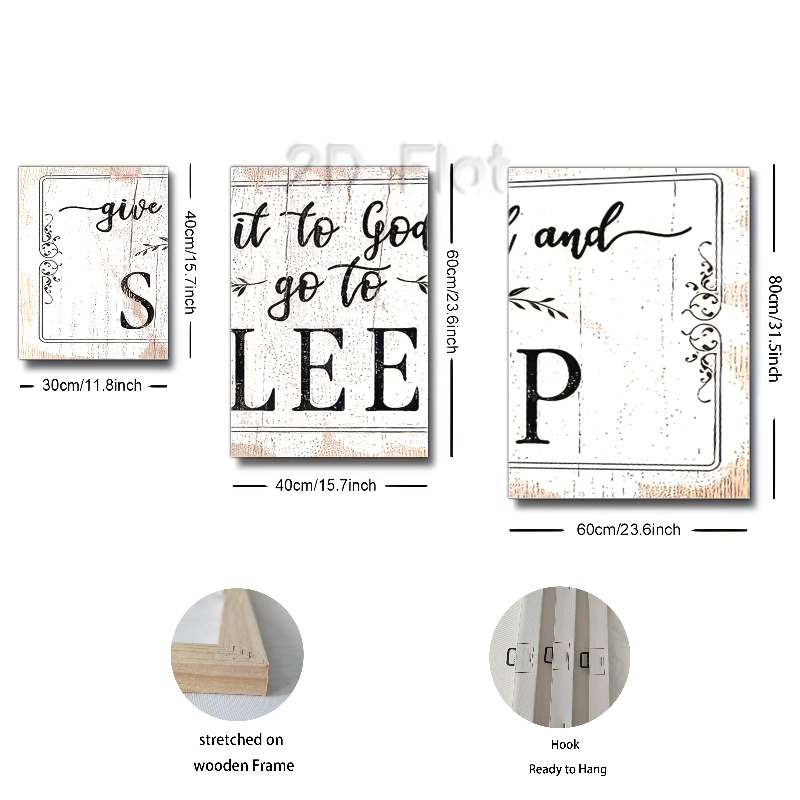 2D Flat
give
S
40cm/15.7inch
30cm/11.8inch
it to God
go to
LEE
60cm/23.6inch
40cm/15.7inch
and
P
80cm/31.5inch
60cm/23.6inch
stretched on
wooden Frame
Hook
Ready to Hang